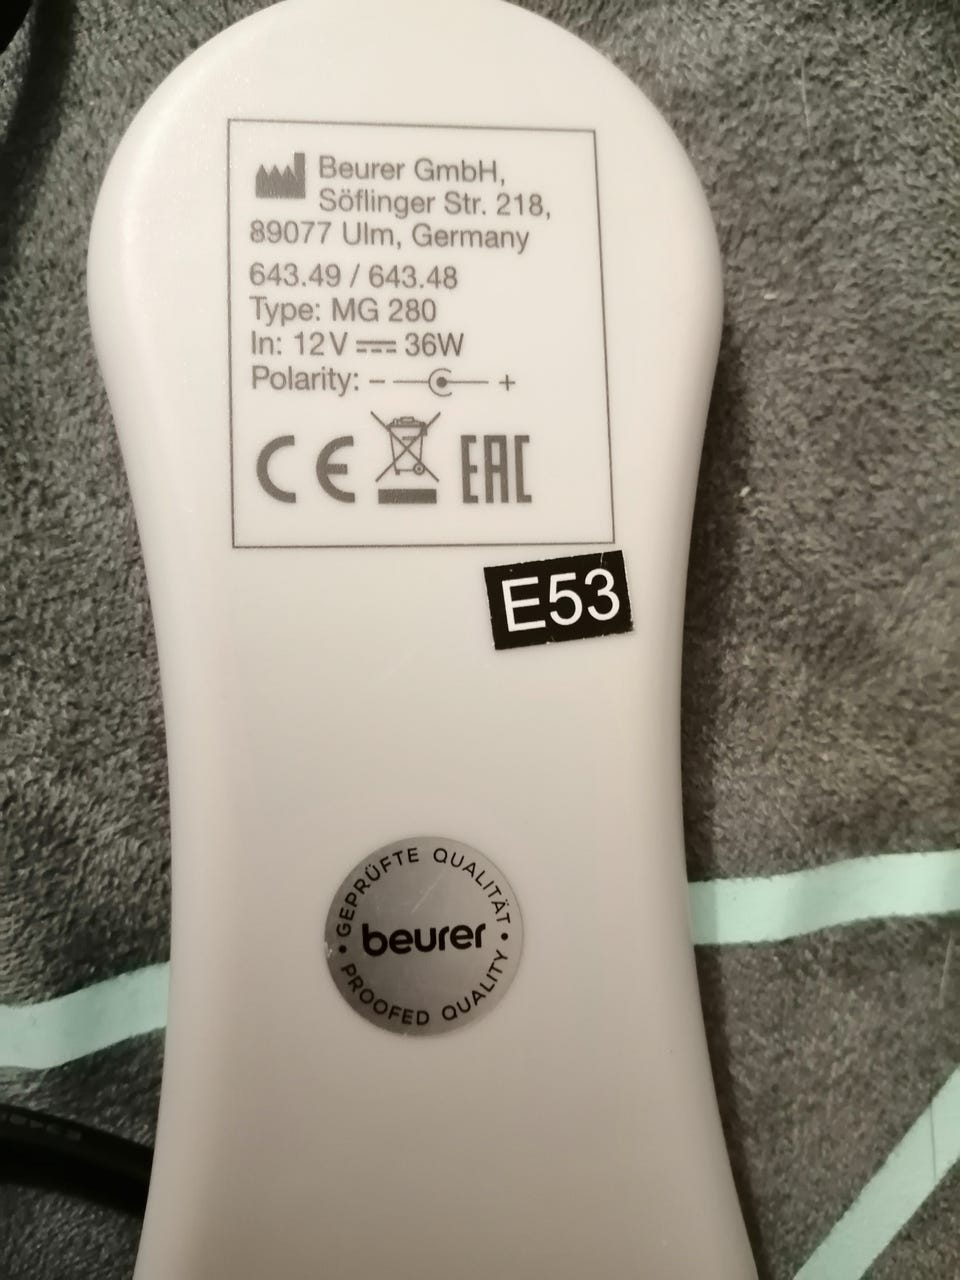 Beurer GmbH,
Söflinger Str. 218,
89077 Ulm, Germany
643.49 / 643.48
Type: MG 280
In: 12V ⎓ 36W
Polarity: - +
CE EAC
E53
• GEPRÜFTE QUALITÄT •
beurer
PROOFED QUALITY